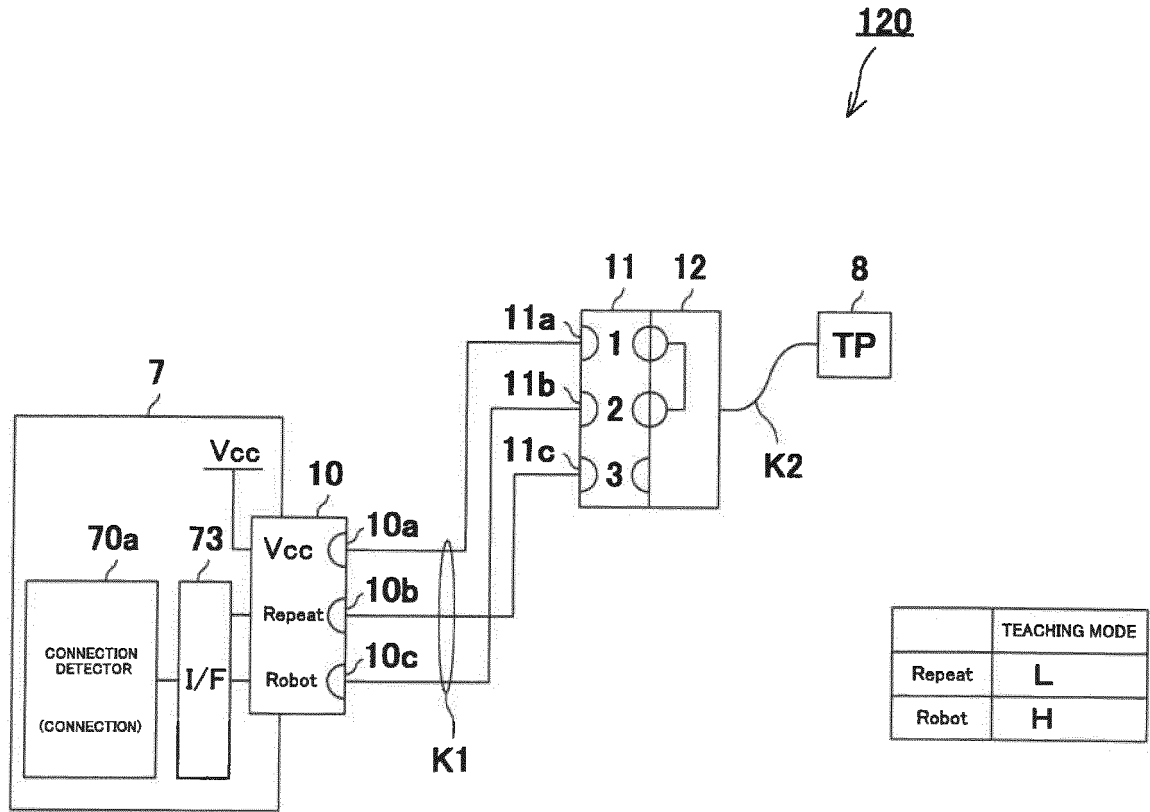 120
11 12 8
11a 1 TP
11b 2
11c 3 K2
7
Vcc
10
70a 73 Vcc 10a
Repeat 10b
CONNECTION
DETECTOR
I/F Robot 10c
(CONNECTION)
K1
TEACHING MODE
Repeat L
Robot H